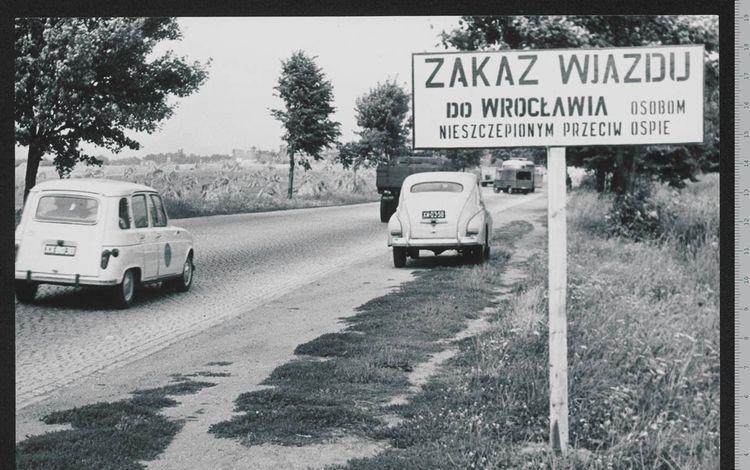 ZAKAZ WJAZDU
DO WROCŁAWIA OSOBOM
NIESZCZEPIONYM PRZECIW OSPIE